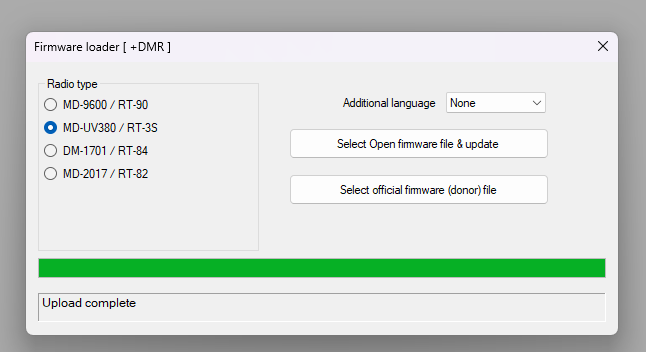 Firmware loader [ +DMR ]
Radio type
MD-9600 / RT-90
MD-UV380 / RT-3S
DM-1701 / RT-84
MD-2017 / RT-82
Additional language
None
Select Open firmware file & update
Select official firmware (donor) file
Upload complete